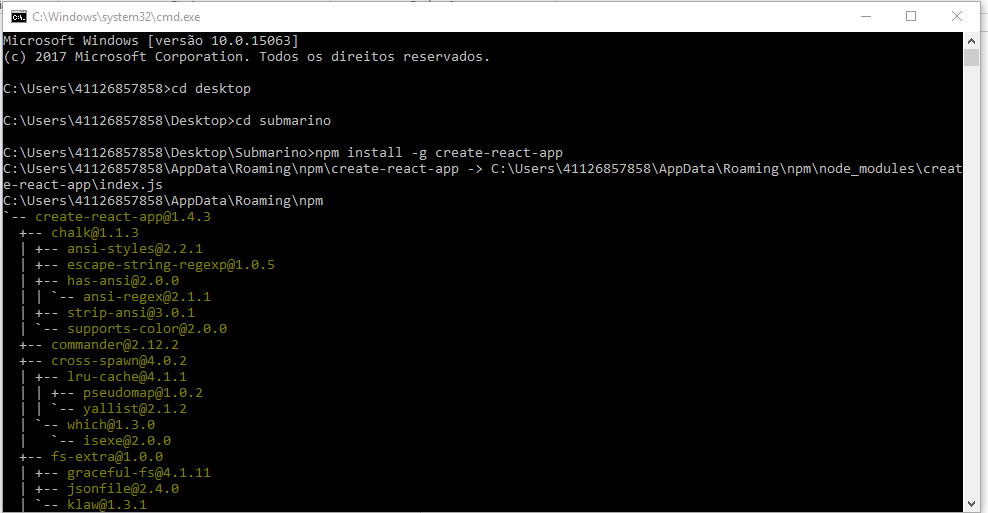 C:\Windows\system32\cmd.exe
Microsoft Windows [versão 10.0.15063]
(c) 2017 Microsoft Corporation. Todos os direitos reservados.
C:\Users\41126857858>cd desktop
C:\Users\41126857858\Desktop>cd submarino
C:\Users\41126857858\Desktop\Submarino>npm install -g create-react-app
C:\Users\41126857858\AppData\Roaming\npm\create-react-app -> C:\Users\41126857858\AppData\Roaming\npm\node_modules\creat
e-react-app\index.js
C:\Users\41126857858\AppData\Roaming\npm
`-- create-react-app@1.4.3
  +-- chalk@1.1.3
  | +-- ansi-styles@2.2.1
  | +-- escape-string-regexp@1.0.5
  | +-- has-ansi@2.0.0
  | | `-- ansi-regex@2.1.1
  | +-- strip-ansi@3.0.1
  | `-- supports-color@2.0.0
  +-- commander@2.12.2
  +-- cross-spawn@4.0.2
  | +-- lru-cache@4.1.1
  | | +-- pseudomap@1.0.2
  | | `-- yallist@2.1.2
  | `-- which@1.3.0
  |   `-- isexe@2.0.0
  +-- fs-extra@1.0.0
  | +-- graceful-fs@4.1.11
  | +-- jsonfile@2.4.0
  | `-- klaw@1.3.1